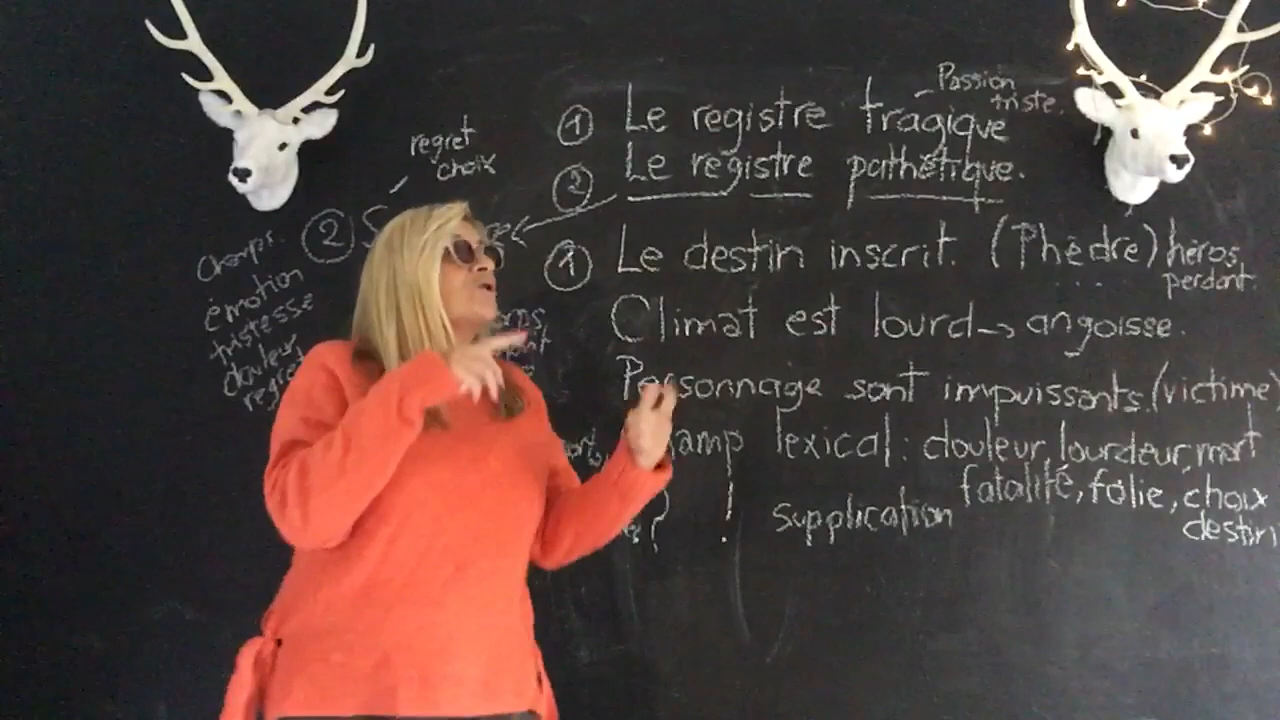 ① Le registre tragique
Passion
triste.
② Le registre pathétique.
regret
choix
②
① Le destin inscrit. (Phèdre) héros
perdant.
Climat est lourd → angoisse.
Personnage sont impuissants. (victime)
lexical : douleur, lourdeur, mort
fatalité, folie, choix
destin
? ! supplication
Champ.
émotion
tristesse
douleur
regret